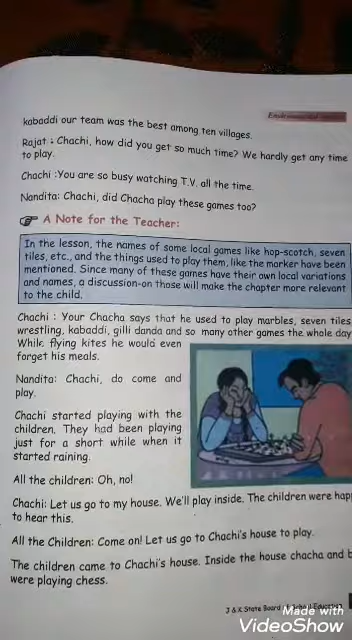 kabaddi our team was the best among ten villages.
Rajat : Chachi, how did you get so much time? We hardly get any time
to play.
Chachi :You are so busy watching T.V. all the time.
Nandita: Chachi, did Chacha play these games too?
A Note for the Teacher:
In the lesson, the names of some local games like hop-scotch, seven
tiles, etc., and the things used to play them, like the marker have been
mentioned. Since many of these games have their own local variations
and names, a discussion-on those will make the chapter more relevant
to the child.
Chachi : Your Chacha says that he used to play marbles, seven tiles
wrestling, kabaddi, gilli danda and so many other games the whole day
While flying kites he would even
forget his meals.
Nandita: Chachi, do come and
play.
Chachi started playing with the
children. They had been playing
just for a short while when it
started raining.
All the children: Oh, no!
Chachi: Let us go to my house. We'll play inside. The children were hap
to hear this.
All the Children: Come on! Let us go to Chachi's house to play.
The children came to Chachi's house. Inside the house chacha and
were playing chess.
J & K State Board
Made with
VideoShow